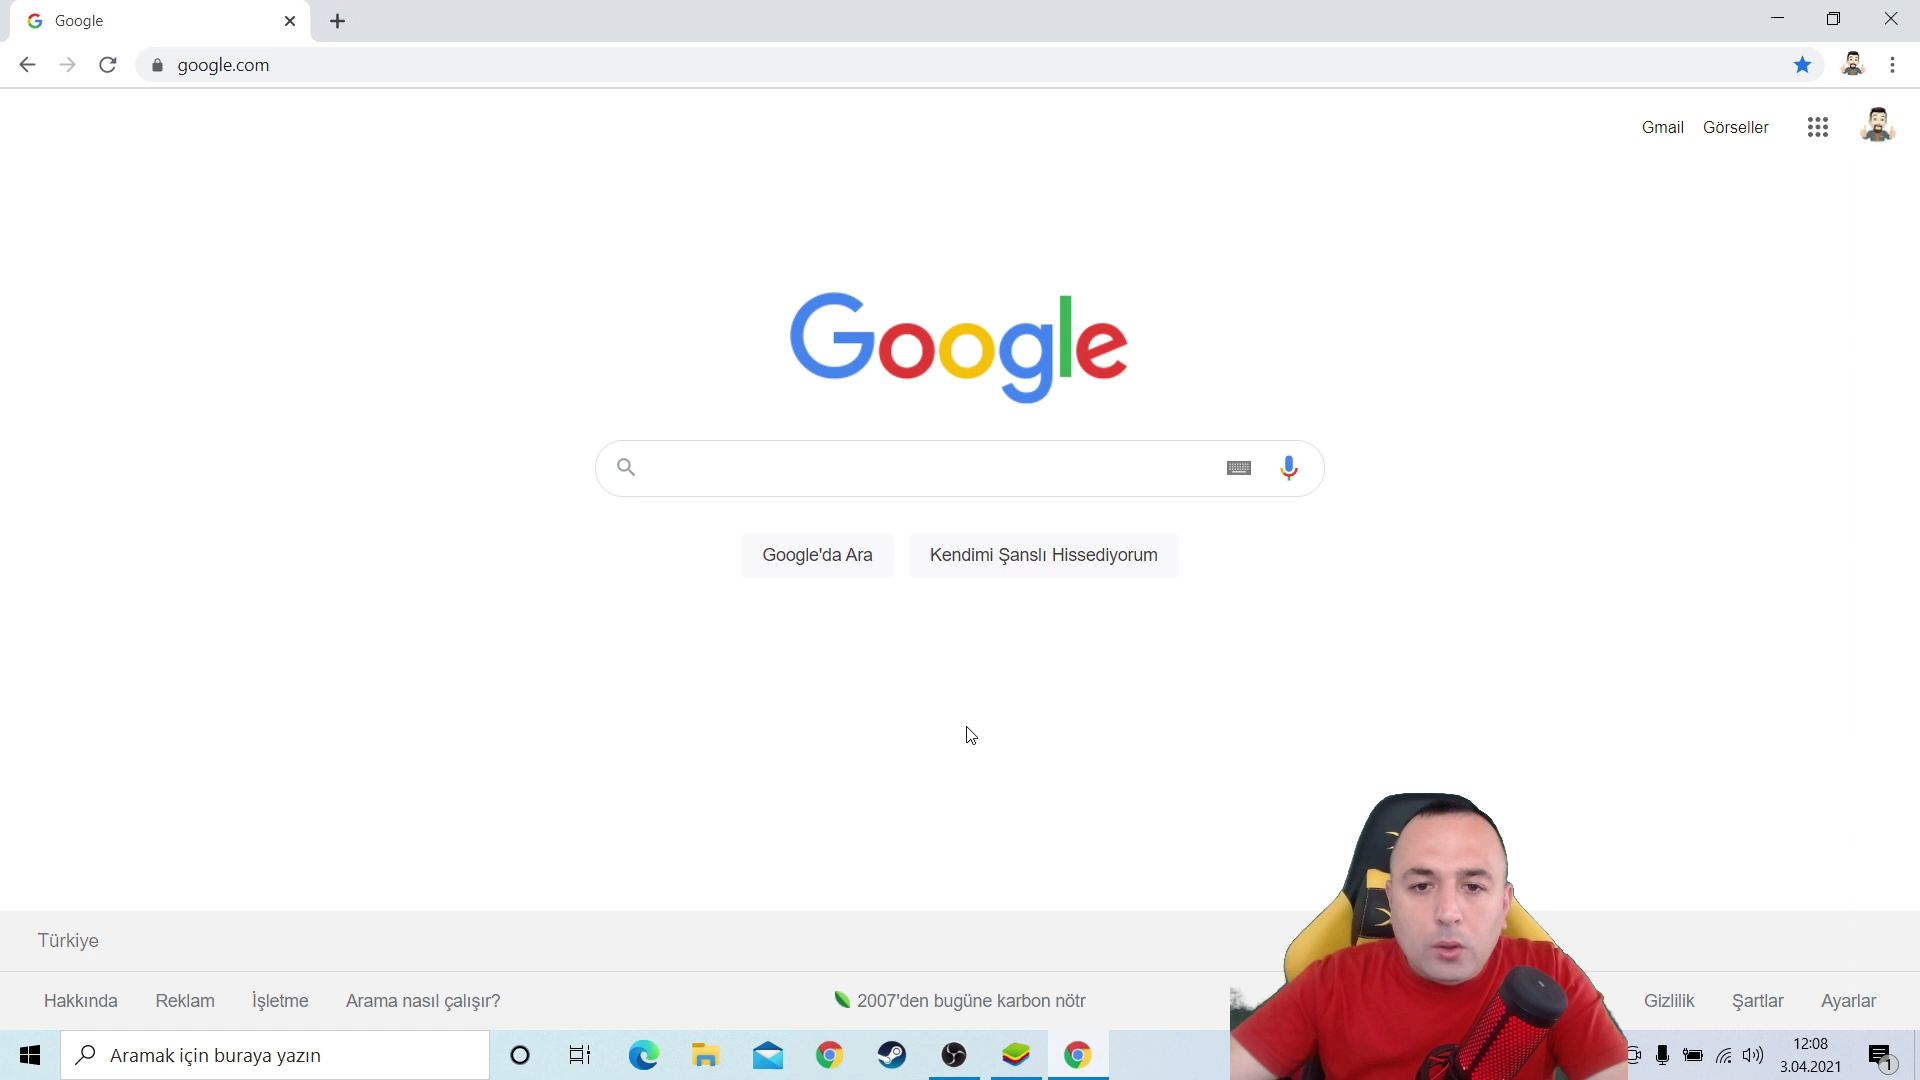 Google
google.com
Gmail Görseller
Google
Google'da Ara Kendimi Şanslı Hissediyorum
Türkiye
Hakkında Reklam İşletme Arama nasıl çalışır? 2007'den bugüne karbon nötr Gizlilik Şartlar Ayarlar
Aramak için buraya yazın
12:08
3.04.2021
1